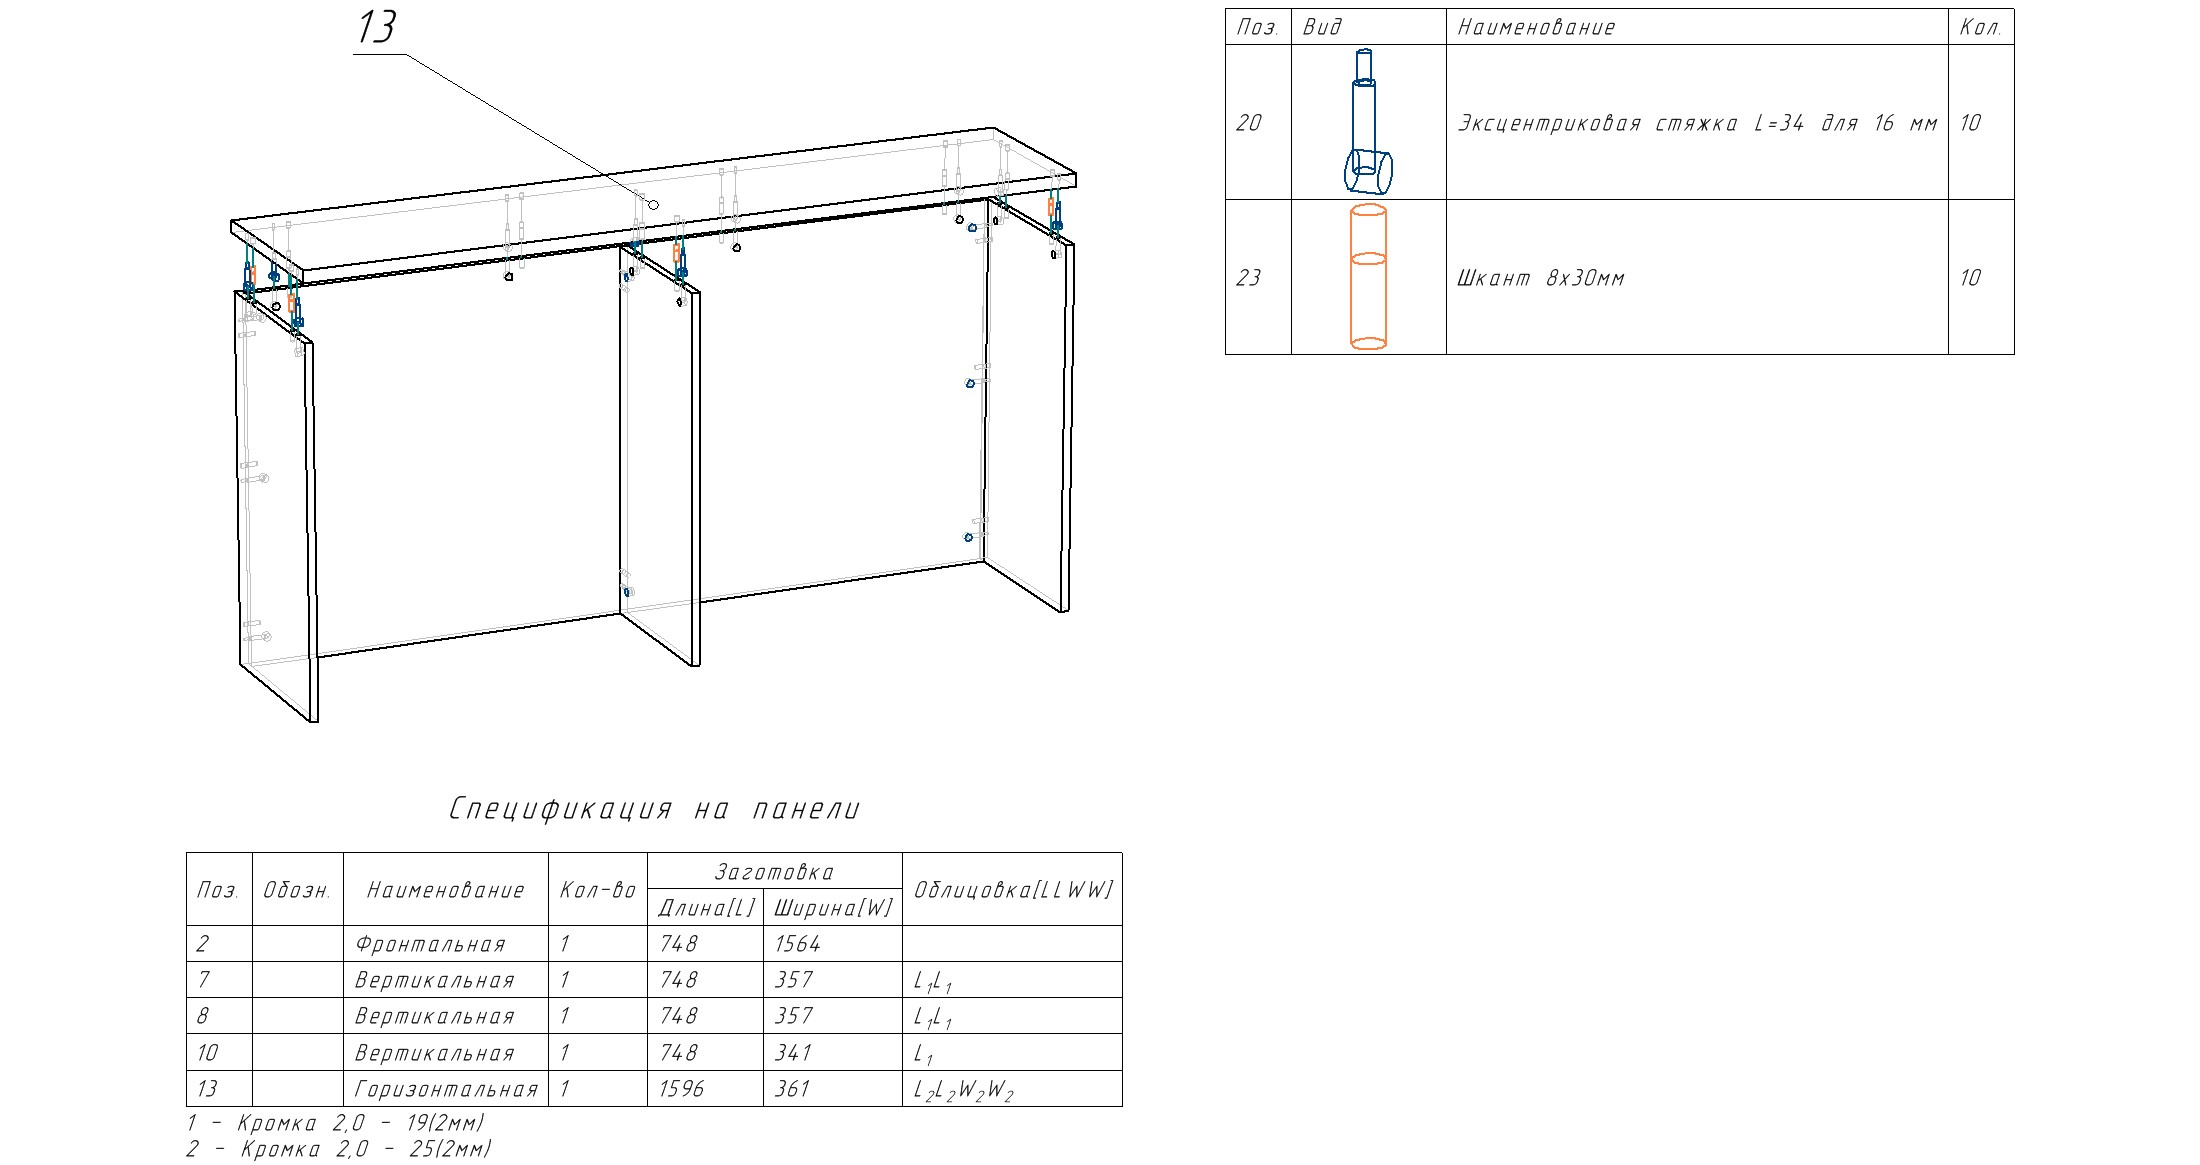 13
Поз. Вид Наименование Кол.
20 Эксцентриковая стяжка L=34 для 16 мм 10
23 Шкант 8х30мм 10
Спецификация на панели
Поз. Обозн. Наименование Кол-во Заготовка Облицовка[LLWW]
Длина[L] Ширина[W]
2 Фронтальная 1 748 1564
7 Вертикальная 1 748 357 L₁L₁
8 Вертикальная 1 748 357 L₁L₁
10 Вертикальная 1 748 341 L₁
13 Горизонтальная 1 1596 361 L₂L₂W₂W₂
1 - Кромка 2,0 - 19(2мм)
2 - Кромка 2,0 - 25(2мм)